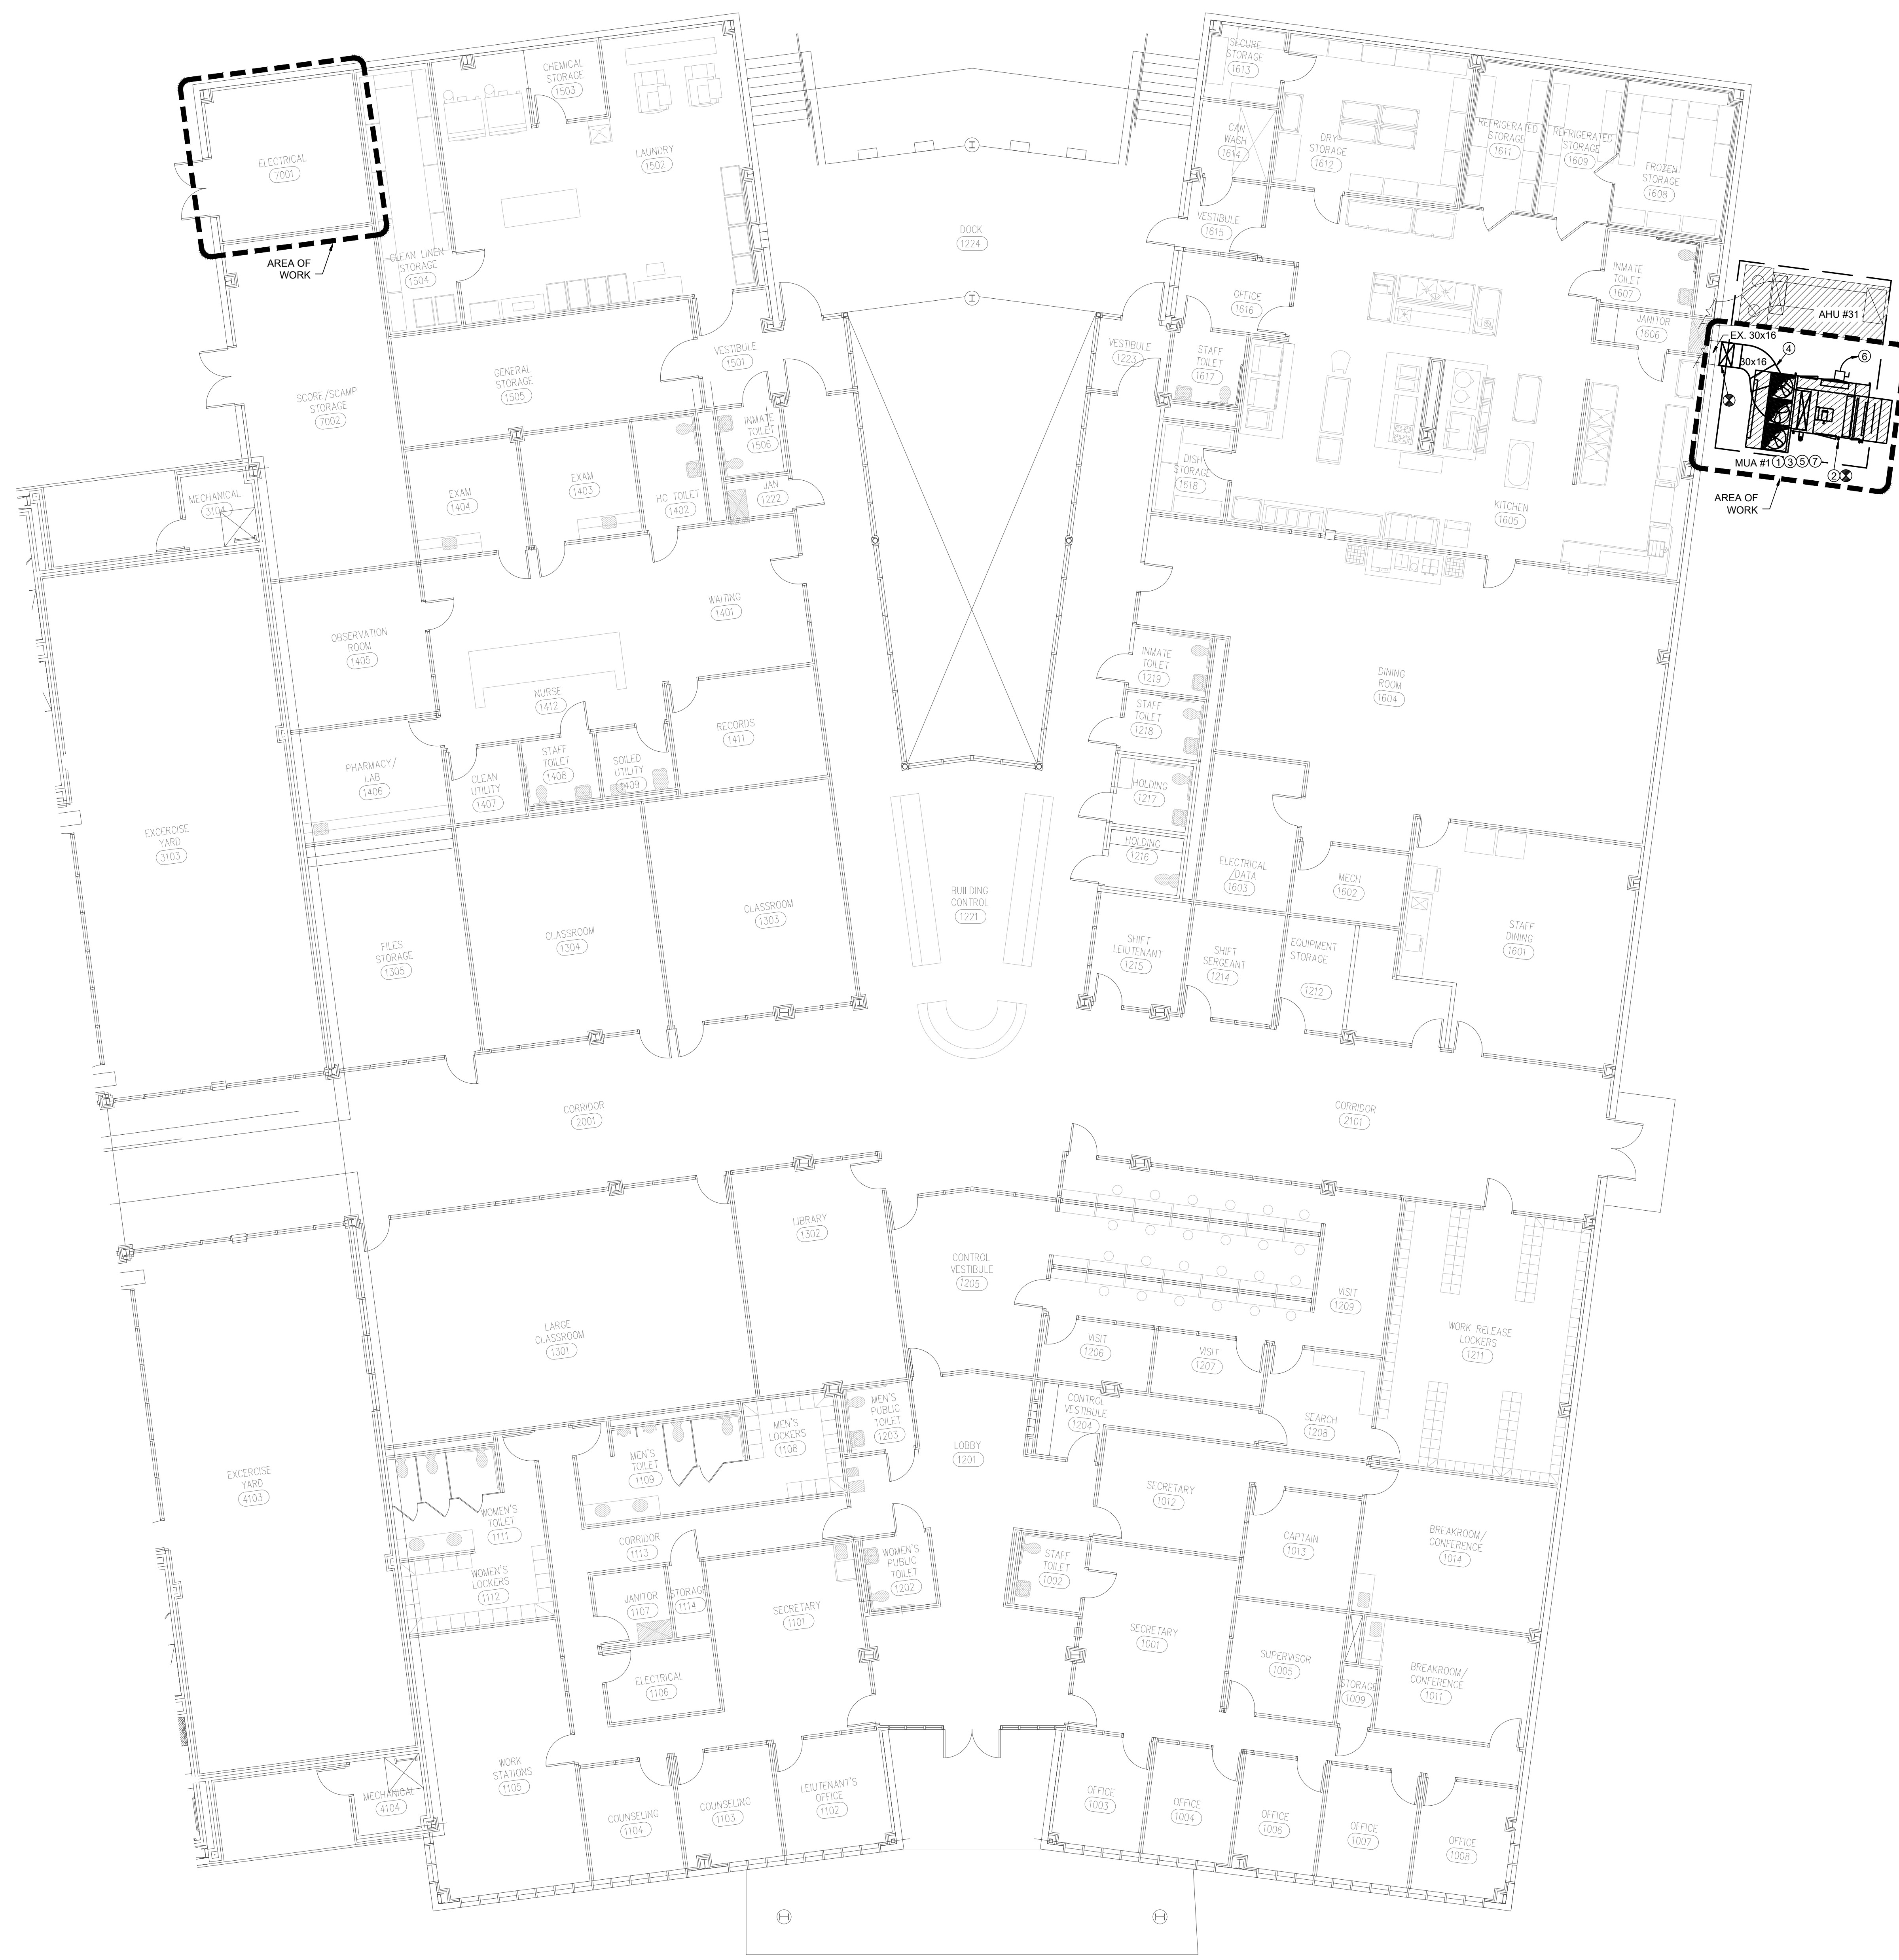 SECURE
STORAGE
1613
CHEMICAL
STORAGE
1503
REFRIGERATED
STORAGE
1611
REFRIGERATED
STORAGE
1609
CAN
WASH
1614
DRY
STORAGE
1612
LAUNDRY
1502
ELECTRICAL
7001
FROZEN
STORAGE
1608
VESTIBULE
1615
DOCK
1224
AREA OF
WORK
CLEAN LINEN
STORAGE
1504
INMATE
TOILET
1607
OFFICE
1616
JANITOR
1606
AHU #31
EX. 30x16
30x16
4
6
MUA #1 1 3 5 7
2
AREA OF
WORK
VESTIBULE
1501
VESTIBULE
1223
STAFF
TOILET
1617
GENERAL
STORAGE
1505
SCORE/SCAMP
STORAGE
7002
INMATE
TOILET
1506
DISH
STORAGE
1618
JAN
1222
MECHANICAL
3104
EXAM
1404
EXAM
1403
HC TOILET
1402
KITCHEN
1605
WAITING
1401
OBSERVATION
ROOM
1405
INMATE
TOILET
1219
DINING
ROOM
1604
NURSE
1412
STAFF
TOILET
1218
RECORDS
1411
STAFF
TOILET
1408
SOILED
UTILITY
1409
PHARMACY/
LAB
1406
CLEAN
UTILITY
1407
HOLDING
1217
EXCERCISE
YARD
3103
HOLDING
1216
ELECTRICAL
/DATA
1603
MECH
1602
BUILDING
CONTROL
1221
CLASSROOM
1303
CLASSROOM
1304
FILES
STORAGE
1305
SHIFT
LEIUTENANT
1215
SHIFT
SERGEANT
1214
EQUIPMENT
STORAGE
1212
STAFF
DINING
1601
CORRIDOR
2001
CORRIDOR
2101
LIBRARY
1302
CONTROL
VESTIBULE
1205
VISIT
1209
LARGE
CLASSROOM
1301
VISIT
1206
VISIT
1207
WORK RELEASE
LOCKERS
1211
MEN'S
PUBLIC
TOILET
1203
CONTROL
VESTIBULE
1204
SEARCH
1208
MEN'S
LOCKERS
1108
MEN'S
TOILET
1109
LOBBY
1201
EXCERCISE
YARD
4103
WOMEN'S
TOILET
1111
SECRETARY
1012
CAPTAIN
1013
BREAKROOM/
CONFERENCE
1014
CORRIDOR
1113
WOMEN'S
PUBLIC
TOILET
1202
STAFF
TOILET
1002
WOMEN'S
LOCKERS
1112
JANITOR
1107
STORAGE
1114
SECRETARY
1101
SECRETARY
1001
SUPERVISOR
1005
STORAGE
1009
BREAKROOM/
CONFERENCE
1011
ELECTRICAL
1106
WORK
STATIONS
1105
MECHANICAL
4104
COUNSELING
1104
COUNSELING
1103
LEIUTENANT'S
OFFICE
1102
OFFICE
1003
OFFICE
1004
OFFICE
1006
OFFICE
1007
OFFICE
1008